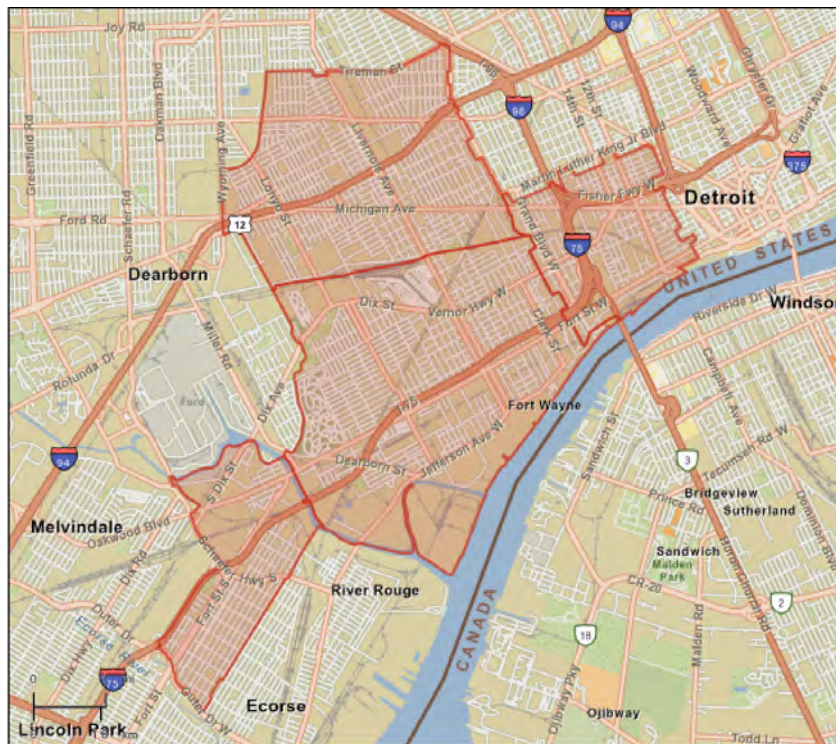 Joy Rd
94
Tireman St
96
14th St
12th St
Woodward Ave
Chrysler Dr
Gratiot Ave
Oakman Blvd
Greenfield Rd
Wyoming Ave
Livernois Ave
Martin Luther King Jr Blvd
375
Lonyo St
Schaefer Rd
Fisher Fwy W
Detroit
Ford Rd
12
Michigan Ave
Grand Blvd W
75
UNITED STATES
Dearborn
Dix St
Vernor Hwy W
Clark St
Fort St W
Riverside Dr W
Windsor
Rotunda Dr
Miller Rd
Dix Ave
Ford
Fort Wayne
Campbell Ave
94
Dearborn St
Jefferson Ave W
Sandwich St
Tecumseh Rd W
3
S Dix St
Prince Rd
Bridgeview
Dominion Blvd
Melvindale
Oakwood Blvd
Sutherland
Dix Rd
Schaefer Hwy S
Sandwich
Malden
Park
Huron Church Rd
River Rouge
CR-20
Fort St S
Outer Dr
Ecorse River
Malden Rd
2
Dix Hwy
CANADA
18
0
mi
75
Ecorse
Outer Dr W
Fort St
Ojibway Pky
Ojibway
Lincoln Park
km
Todd Ln